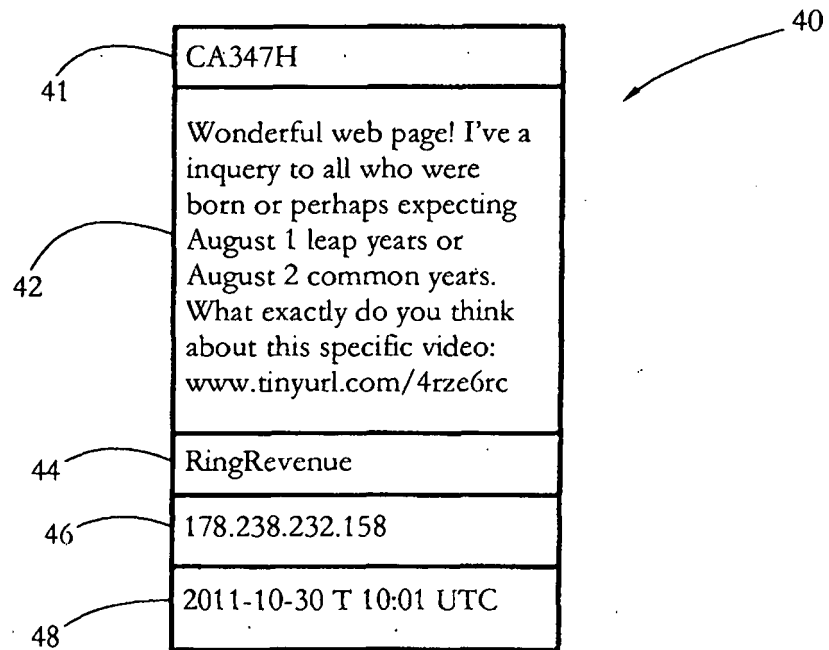 40
41
CA347H
42
Wonderful web page! I've a
inquery to all who were
born or perhaps expecting
August 1 leap years or
August 2 common years.
What exactly do you think
about this specific video:
www.tinyurl.com/4rze6rc
44
RingRevenue
46
178.238.232.158
48
2011-10-30 T 10:01 UTC